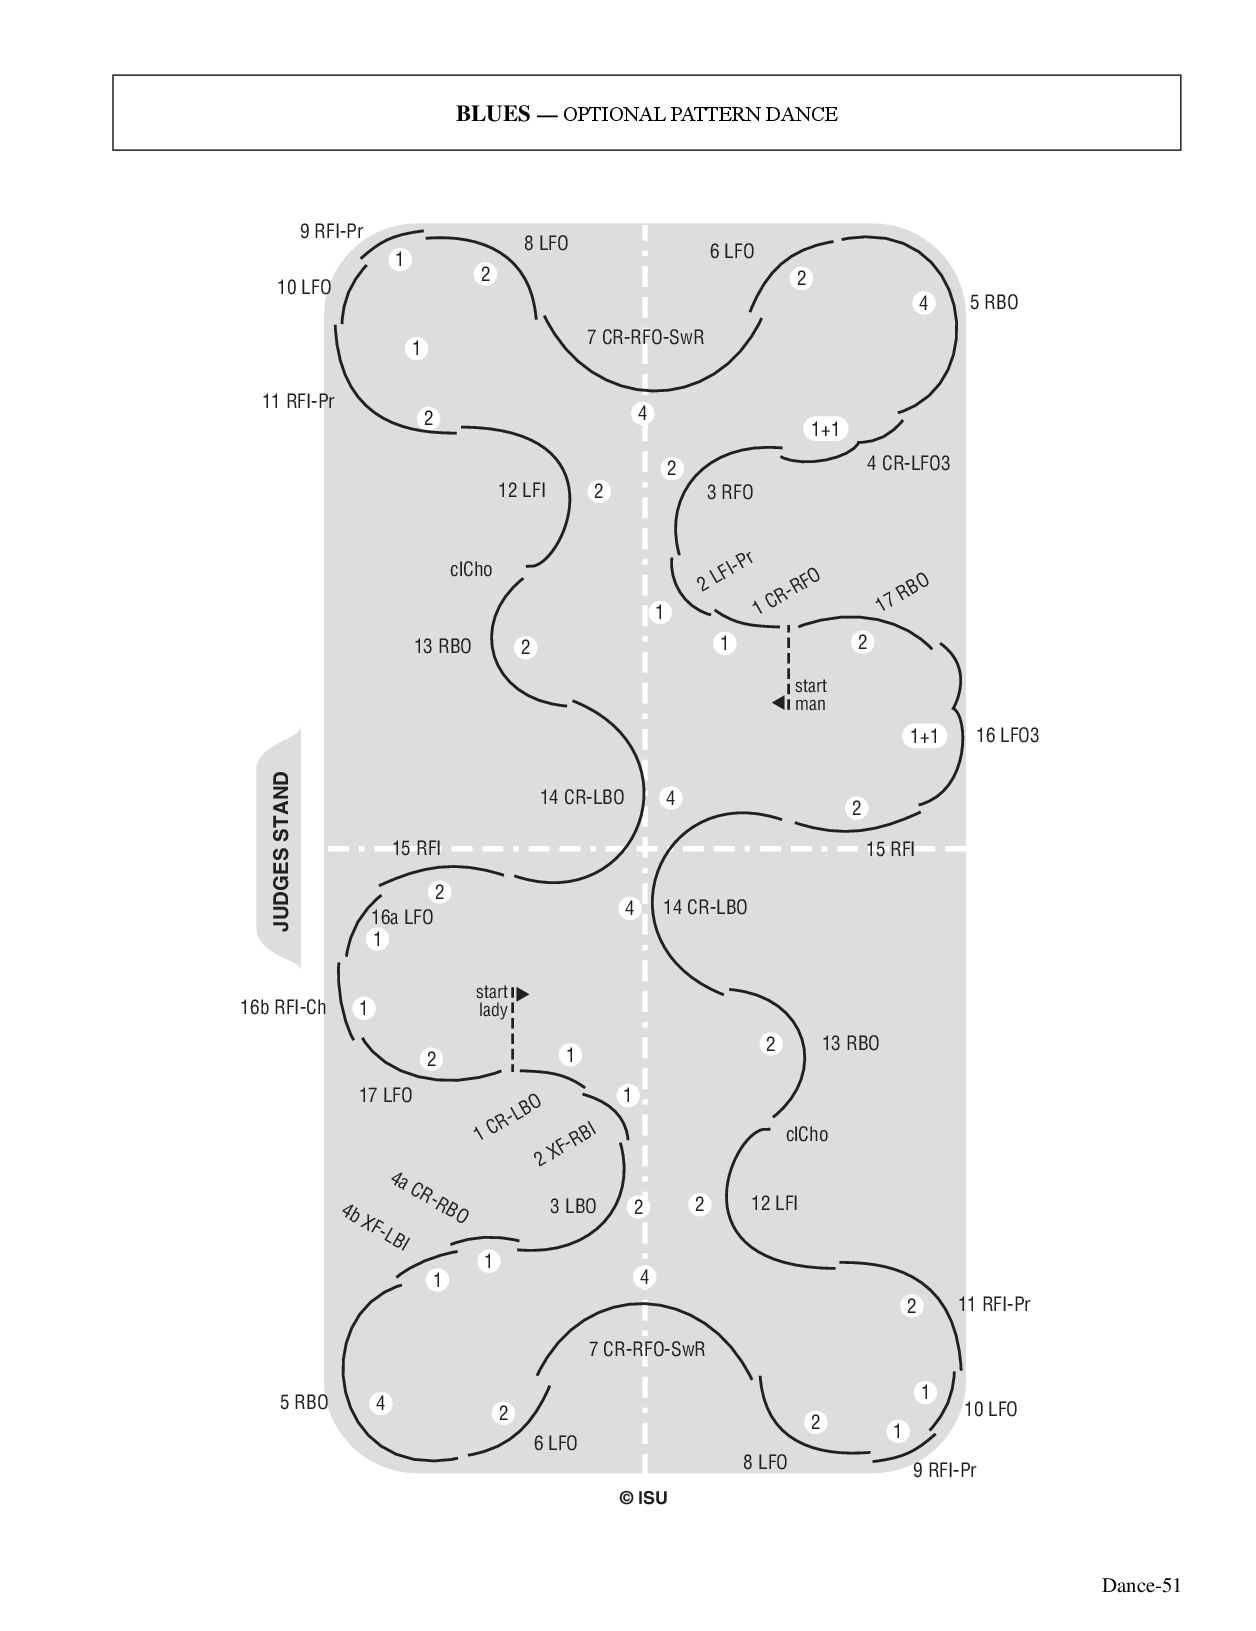 BLUES — OPTIONAL PATTERN DANCE
9 RFI-Pr
8 LFO
6 LFO
1
2
2
10 LFO
4
5 RBO
7 CR-RFO-SwR
1
11 RFI-Pr
2
4
1+1
4 CR-LFO3
2
12 LFI
2
3 RFO
clCho
2 LFI-Pr
1 CR-RFO
17 RBO
1
1
2
13 RBO
2
start
man
1+1
16 LFO3
JUDGES STAND
14 CR-LBO
4
2
15 RFI
15 RFI
2
4
14 CR-LBO
16a LFO
1
start
lady
16b RFI-Ch
1
2
1
2
13 RBO
17 LFO
1
1 CR-LBO
2 XF-RBI
clCho
4a CR-RBO
3 LBO
2
2
12 LFI
4b XF-LBI
1
1
4
2
11 RFI-Pr
7 CR-RFO-SwR
5 RBO
4
2
1
10 LFO
2
1
6 LFO
8 LFO
9 RFI-Pr
© ISU
Dance-51